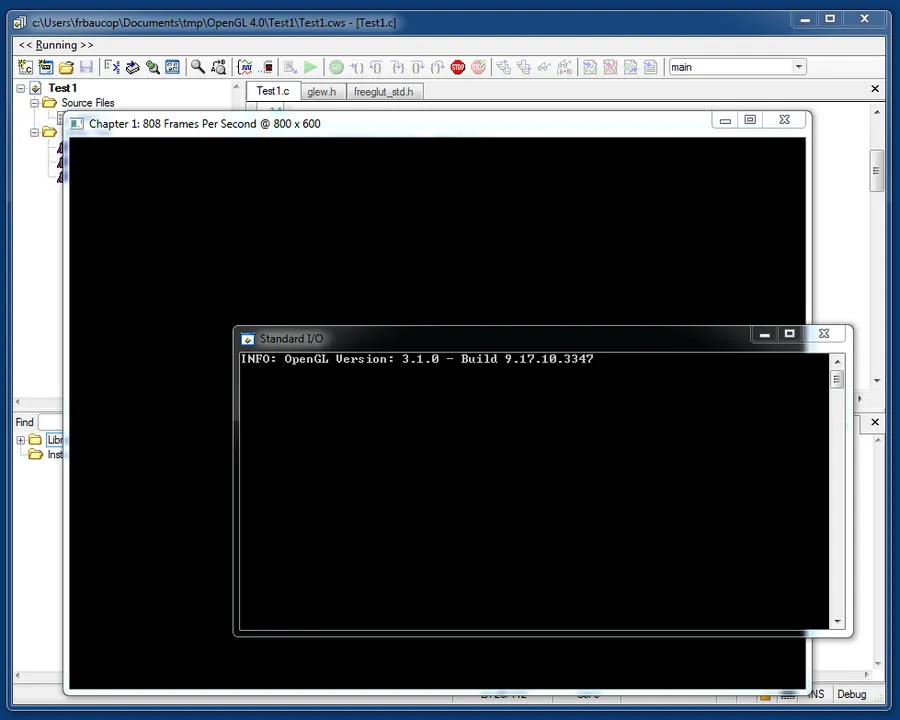 c:\Users\frbaucop\Documents\tmp\OpenGL 4.0\Test1\Test1.cws - [Test1.c]
<< Running >>
main
Test1
Test1.c glew.h freeglut_std.h
Source Files
Chapter 1: 808 Frames Per Second @ 800 x 600
Standard I/O
INFO: OpenGL Version: 3.1.0 - Build 9.17.10.3347
Find
INS Debug